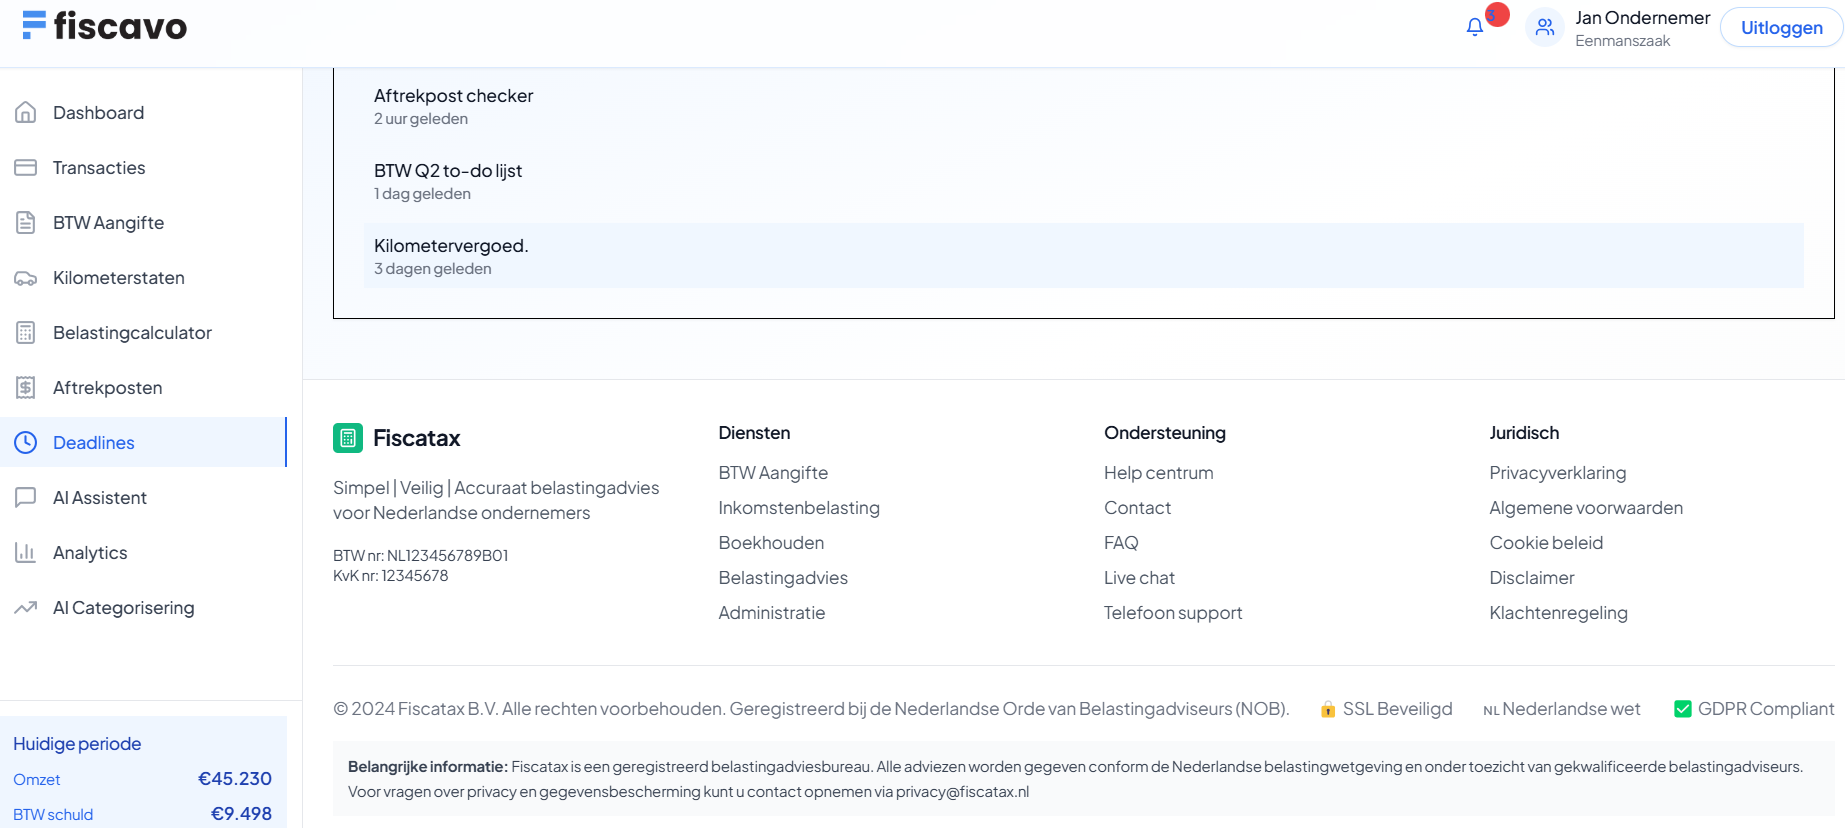 fiscavo
3
Jan Ondernemer
Eenmanszaak
Uitloggen
Dashboard
Transacties
BTW Aangifte
Kilometerstaten
Belastingcalculator
Aftrekposten
Deadlines
AI Assistent
Analytics
AI Categorisering
Huidige periode
Omzet €45.230
BTW schuld €9.498
Aftrekpost checker
2 uur geleden
BTW Q2 to-do lijst
1 dag geleden
Kilometervergoed.
3 dagen geleden
Fiscatax
Simpel | Veilig | Accuraat belastingadvies
voor Nederlandse ondernemers
BTW nr: NL123456789B01
KvK nr: 12345678
Diensten
BTW Aangifte
Inkomstenbelasting
Boekhouden
Belastingadvies
Administratie
Ondersteuning
Help centrum
Contact
FAQ
Live chat
Telefoon support
Juridisch
Privacyverklaring
Algemene voorwaarden
Cookie beleid
Disclaimer
Klachtenregeling
© 2024 Fiscatax B.V. Alle rechten voorbehouden. Geregistreerd bij de Nederlandse Orde van Belastingadviseurs (NOB). 🔒 SSL Beveiligd NL Nederlandse wet ✅ GDPR Compliant
Belangrijke informatie: Fiscatax is een geregistreerd belastingadviesbureau. Alle adviezen worden gegeven conform de Nederlandse belastingwetgeving en onder toezicht van gekwalificeerde belastingadviseurs.
Voor vragen over privacy en gegevensbescherming kunt u contact opnemen via privacy@fiscatax.nl